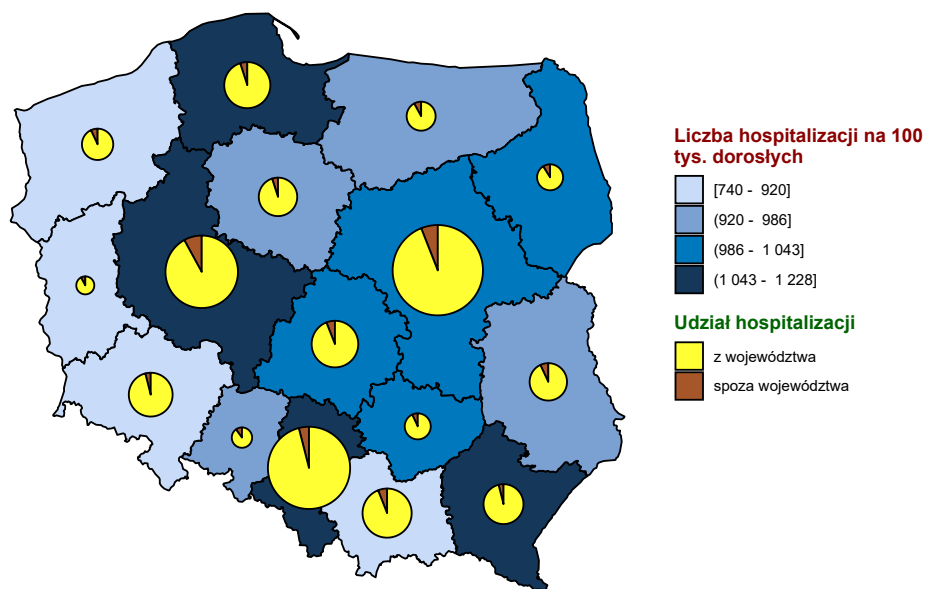 Liczba hospitalizacji na 100
tys. dorosłych
[740 - 920]
(920 - 986]
(986 - 1 043]
(1 043 - 1 228]
Udział hospitalizacji
z województwa
spoza województwa